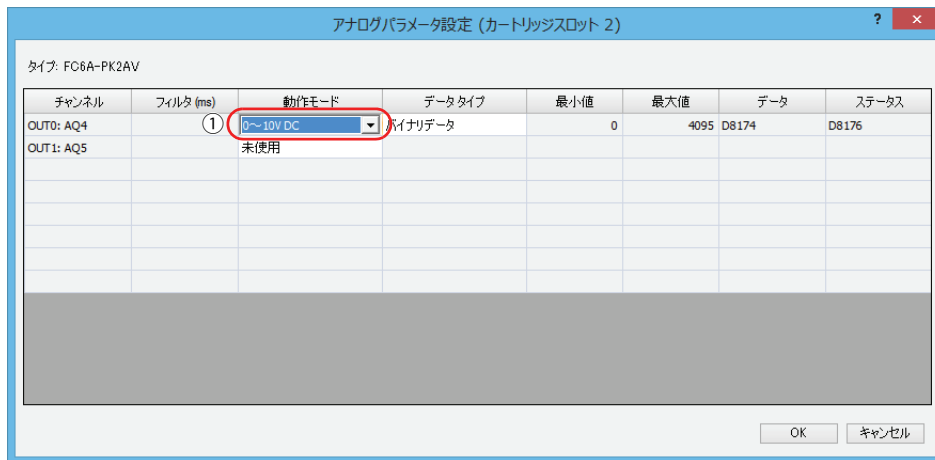 アナログパラメータ設定 (カートリッジスロット 2)
? ×
タイプ: FC6A-PK2AV
チャンネル フィルタ (ms) 動作モード データ タイプ 最小値 最大値 データ ステータス
OUT0: AQ4 ① 0~10V DC バイナリデータ 0 4095 D8174 D8176
OUT1: AQ5 未使用
OK キャンセル